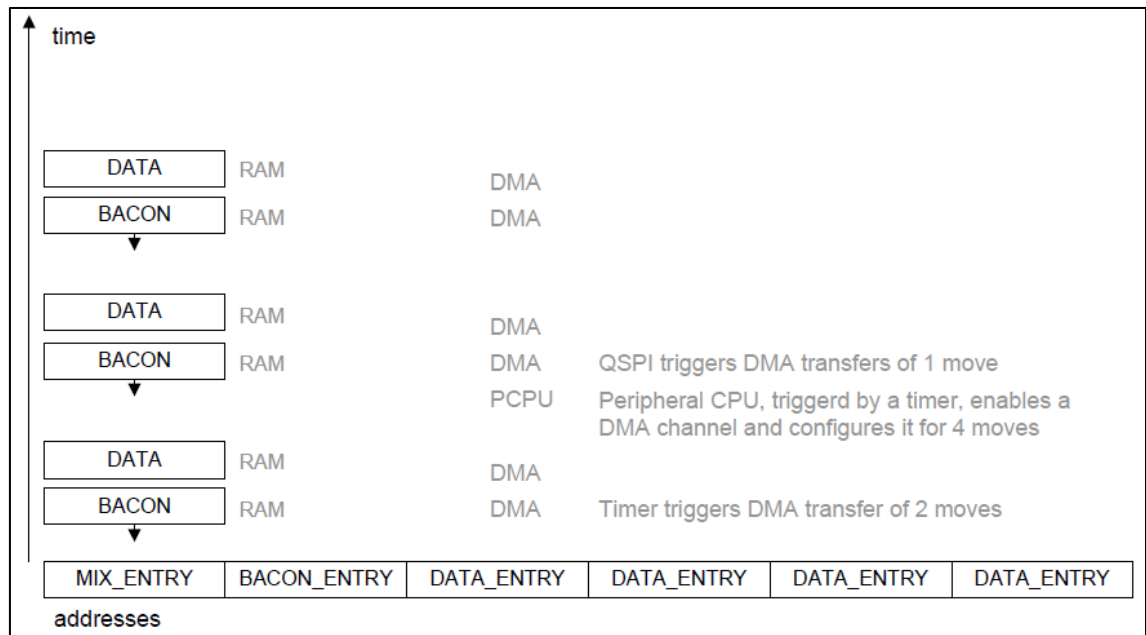 time
DATA RAM DMA
BACON RAM DMA
DATA RAM DMA
BACON RAM DMA QSPI triggers DMA transfers of 1 move
PCPU Peripheral CPU, triggerd by a timer, enables a
DMA channel and configures it for 4 moves
DATA RAM DMA
BACON RAM DMA Timer triggers DMA transfer of 2 moves
MIX_ENTRY BACON_ENTRY DATA_ENTRY DATA_ENTRY DATA_ENTRY DATA_ENTRY
addresses